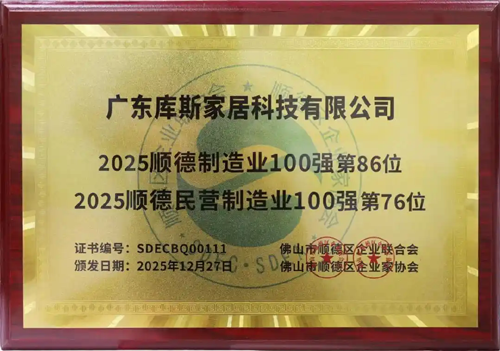 广东库斯家居科技有限公司
2025顺德制造业100强第86位
2025顺德民营制造业100强第76位
证书编号：SDECBQ00111
佛山市顺德区企业联合会
颁发日期：2025年12月27日
佛山市顺德区企业家协会